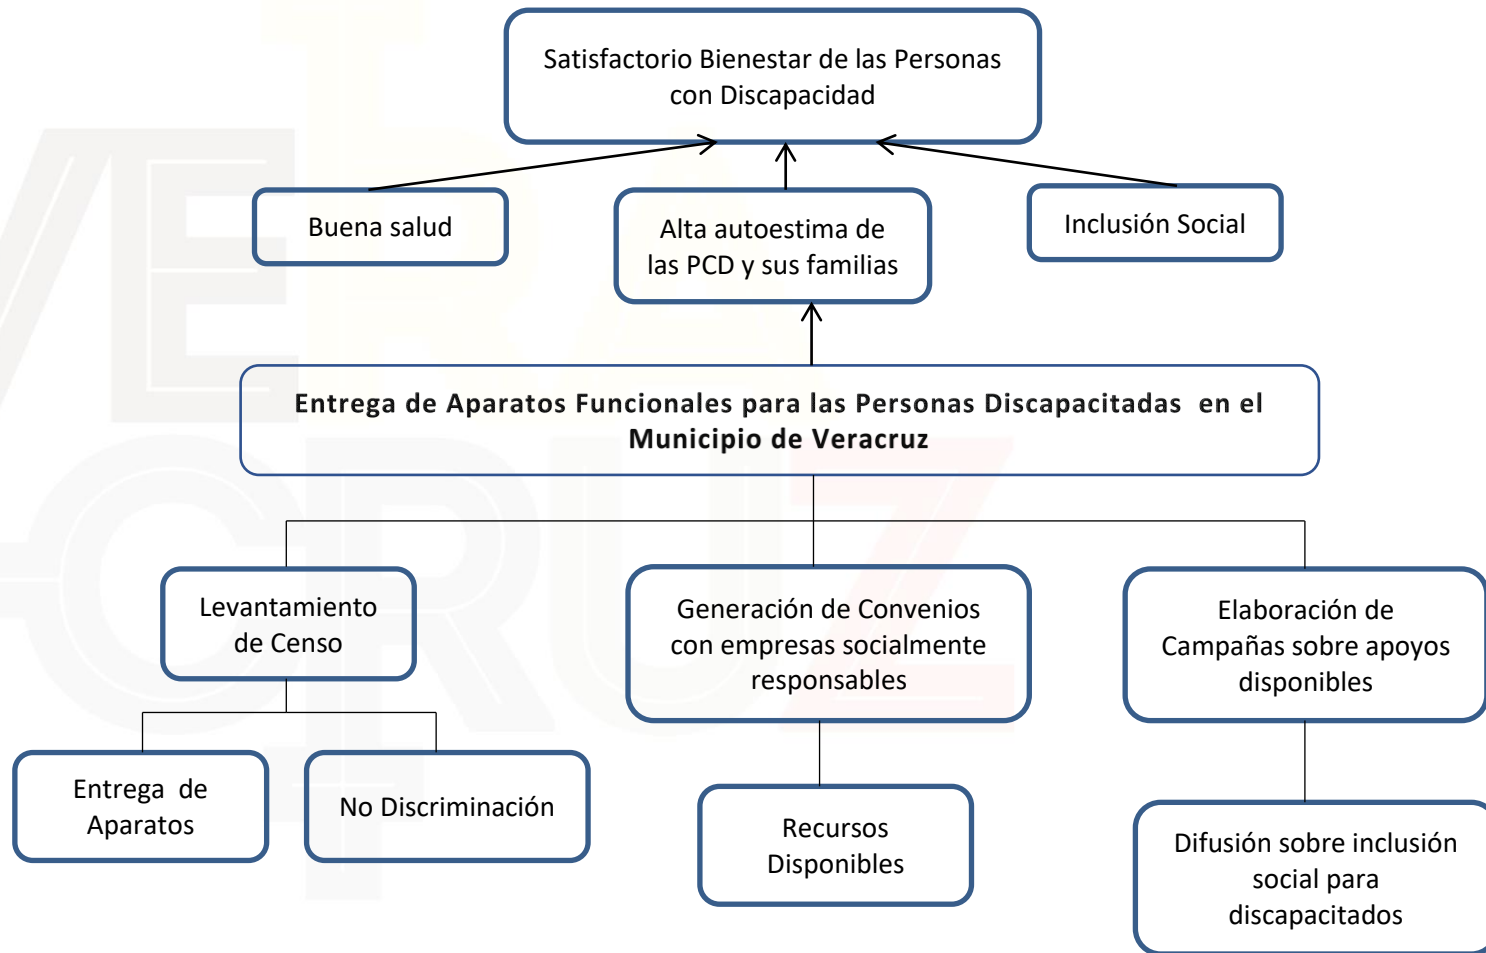 Satisfactorio Bienestar de las Personas
con Discapacidad
Buena salud
Alta autoestima de
las PCD y sus familias
Inclusión Social
Entrega de Aparatos Funcionales para las Personas Discapacitadas en el
Municipio de Veracruz
Levantamiento
de Censo
Generación de Convenios
con empresas socialmente
responsables
Elaboración de
Campañas sobre apoyos
disponibles
Entrega de
Aparatos
No Discriminación
Recursos
Disponibles
Difusión sobre inclusión
social para
discapacitados
VERA
CRUZ